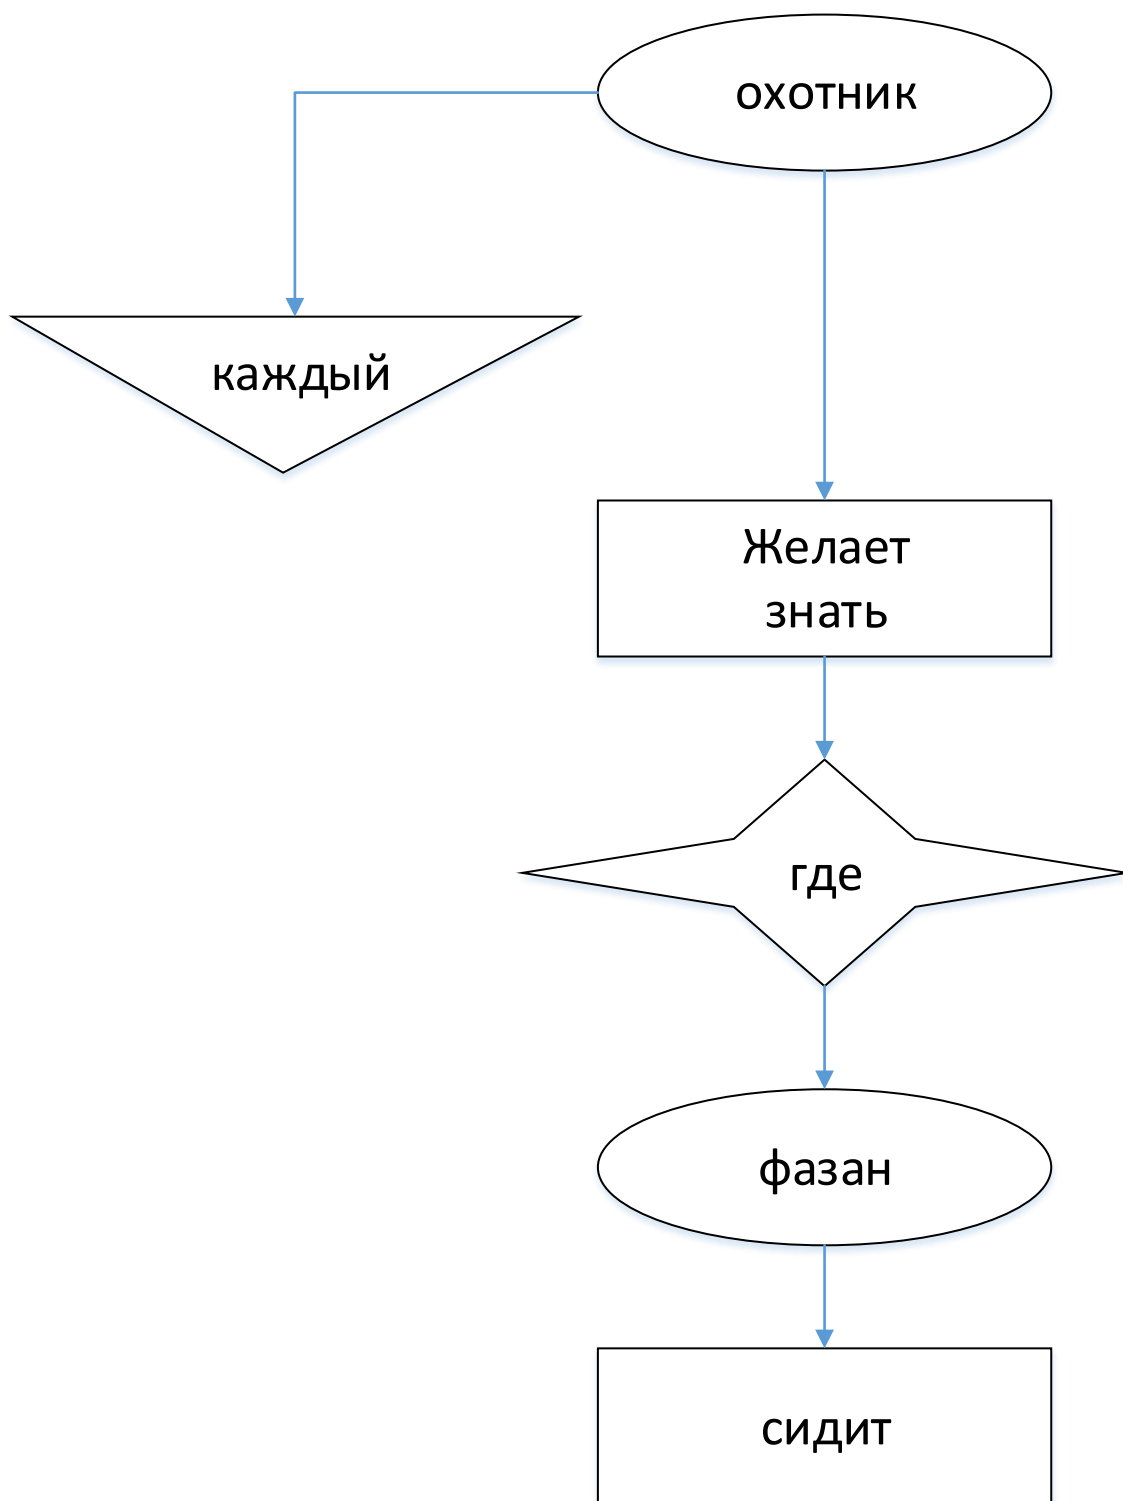 охотник
каждый
Желает
знать
где
фазан
сидит